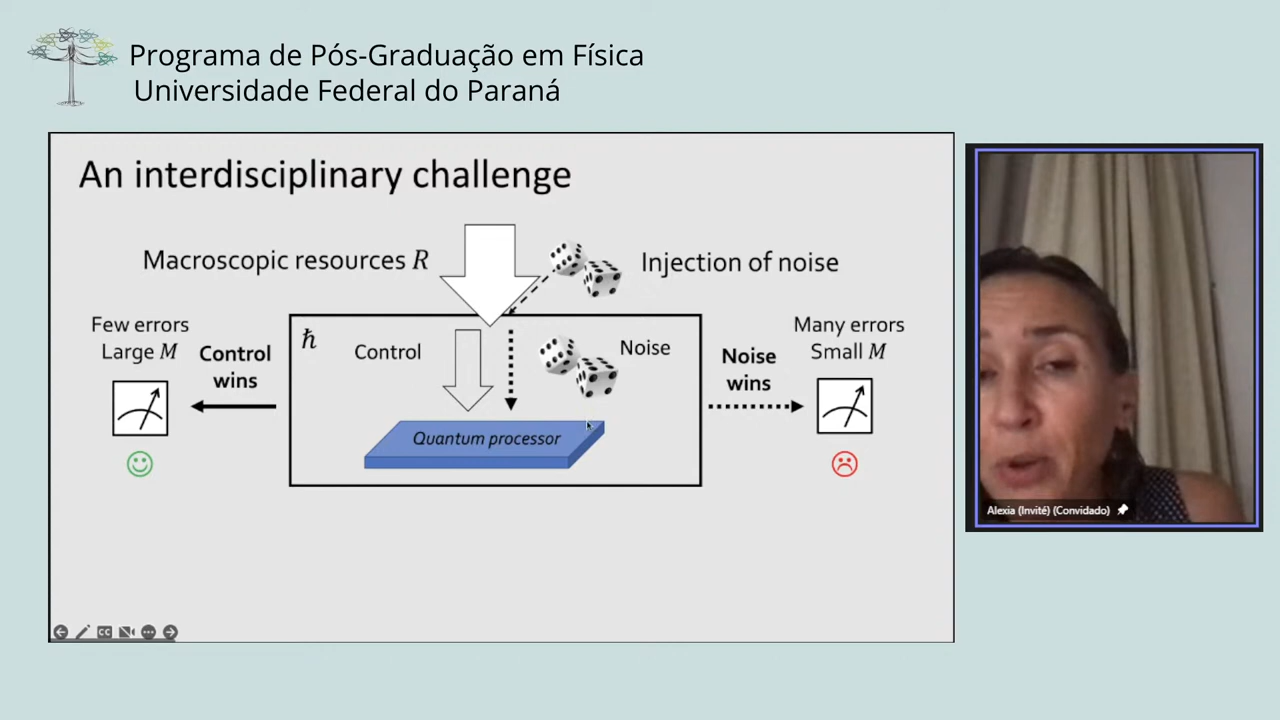 Programa de Pós-Graduação em Física
Universidade Federal do Paraná
An interdisciplinary challenge
Macroscopic resources R
Injection of noise
Few errors
Large M
Control
wins
ħ
Control
Noise
Quantum processor
Noise
wins
Many errors
Small M
CC
Alexia (Invité) (Convidado)